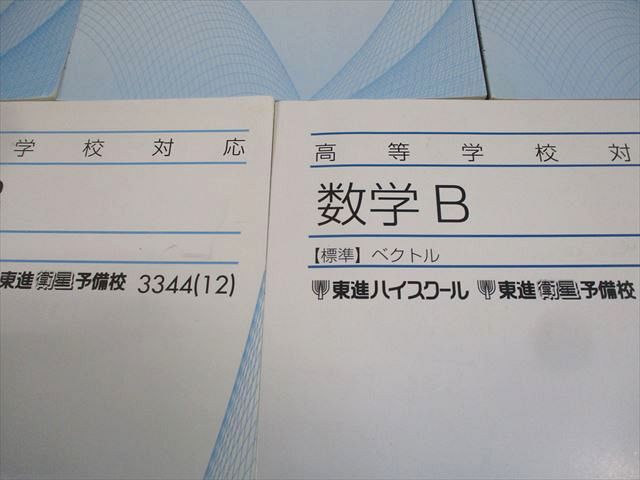 学校対応
東進衛星予備校 3344(12)
高等学校対
数学B
【標準】ベクトル
東進ハイスクール 東進衛星予備校